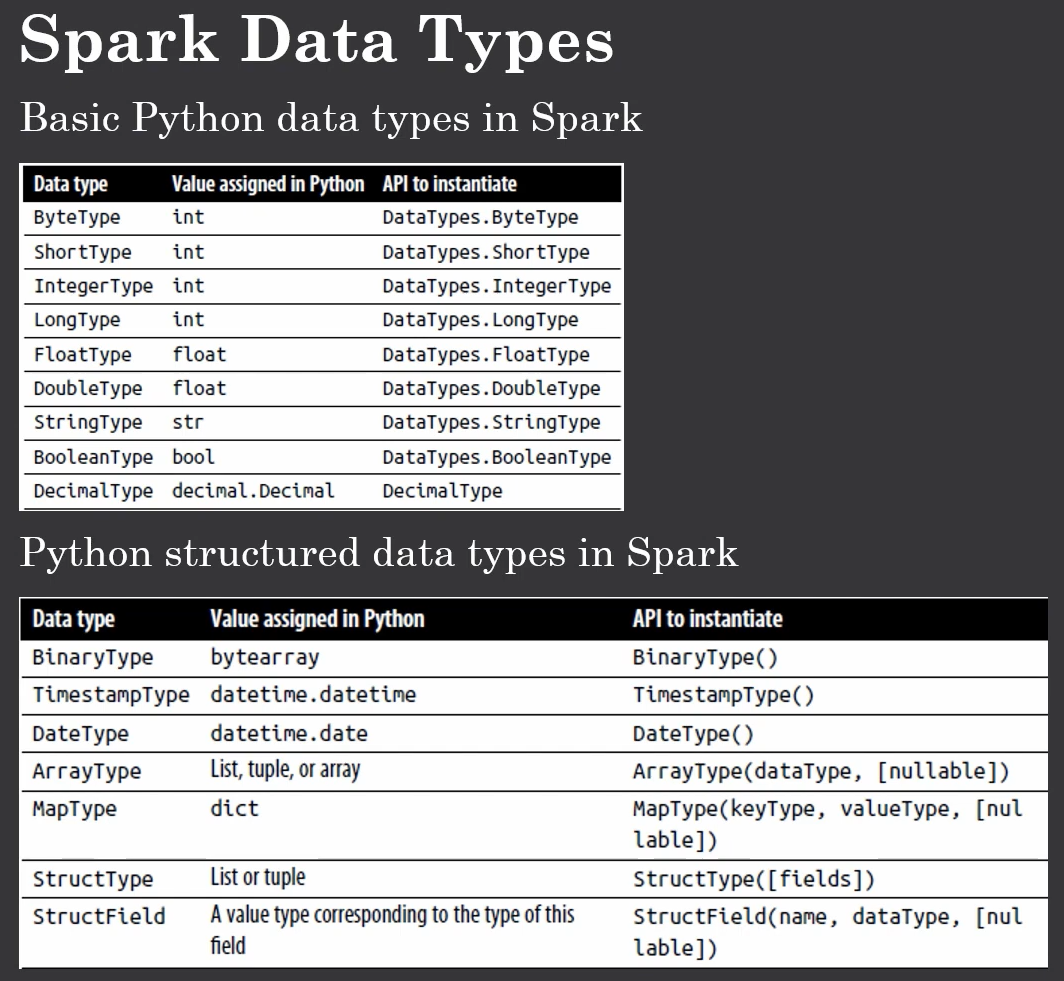 Spark Data Types
Basic Python data types in Spark
Data type Value assigned in Python API to instantiate
ByteType int DataTypes.ByteType
ShortType int DataTypes.ShortType
IntegerType int DataTypes.IntegerType
LongType int DataTypes.LongType
FloatType float DataTypes.FloatType
DoubleType float DataTypes.DoubleType
StringType str DataTypes.StringType
BooleanType bool DataTypes.BooleanType
DecimalType decimal.Decimal DecimalType
Python structured data types in Spark
Data type Value assigned in Python API to instantiate
BinaryType bytearray BinaryType()
TimestampType datetime.datetime TimestampType()
DateType datetime.date DateType()
ArrayType List, tuple, or array ArrayType(dataType, [nullable])
MapType dict MapType(keyType, valueType, [nul
lable])
StructType List or tuple StructType([fields])
StructField A value type corresponding to the type of this StructField(name, dataType, [nul
field lable])